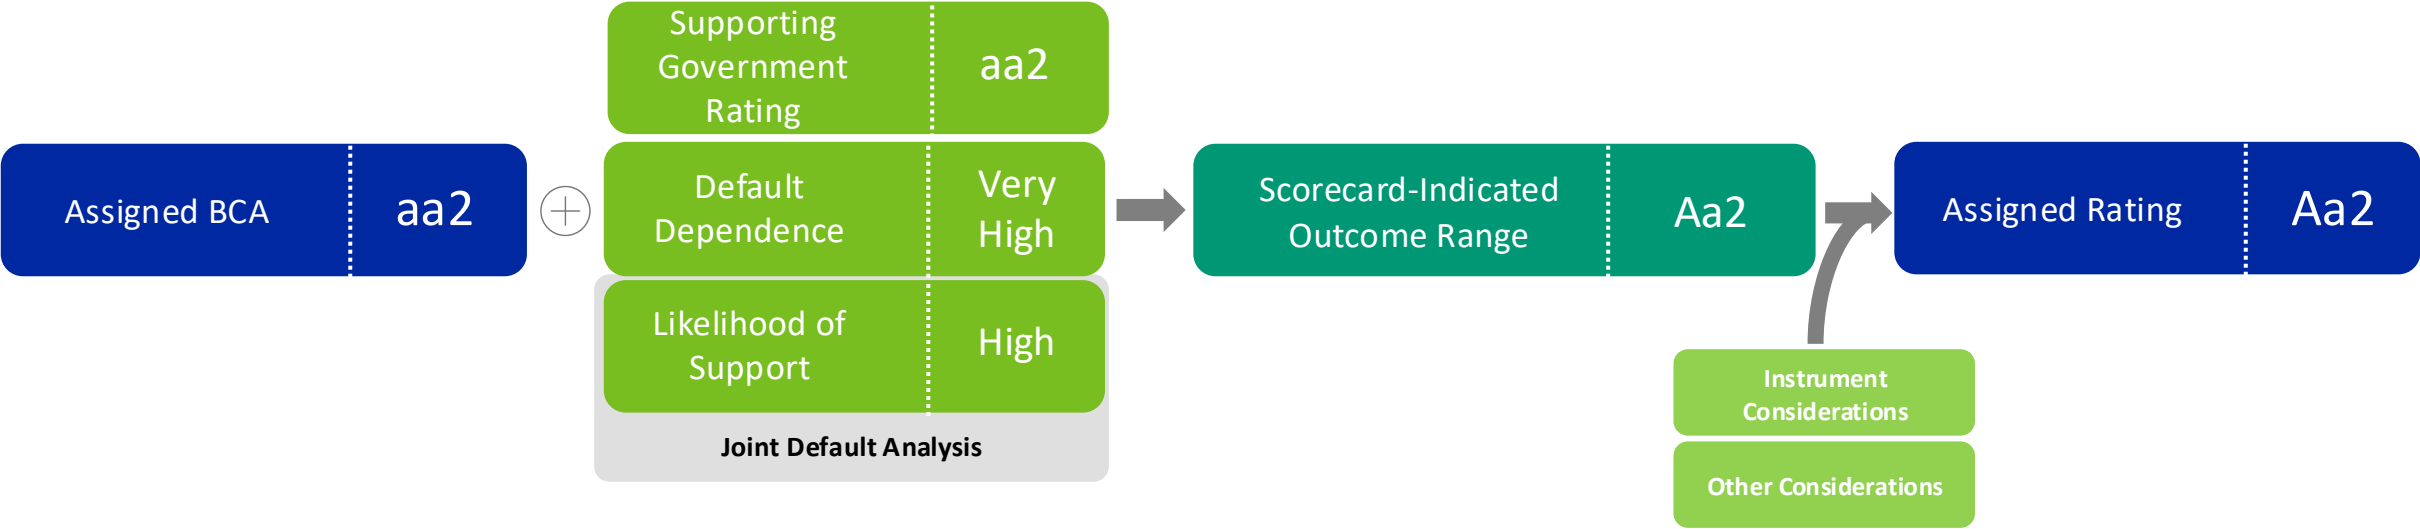 Assigned BCA
aa2
Supporting
Government
Rating
aa2
Default
Dependence
Very
High
Likelihood of
Support
High
Joint Default Analysis
Scorecard-Indicated
Outcome Range
Aa2
Assigned Rating
Aa2
Instrument
Considerations
Other Considerations